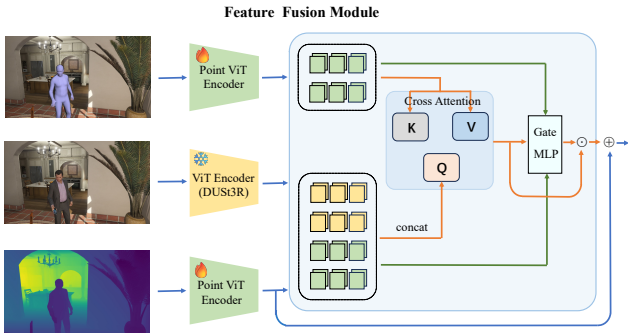 Feature Fusion Module
Point ViT
Encoder
Cross Attention
K
V
Gate
MLP
ViT Encoder
(DUSt3R)
Q
concat
Point ViT
Encoder